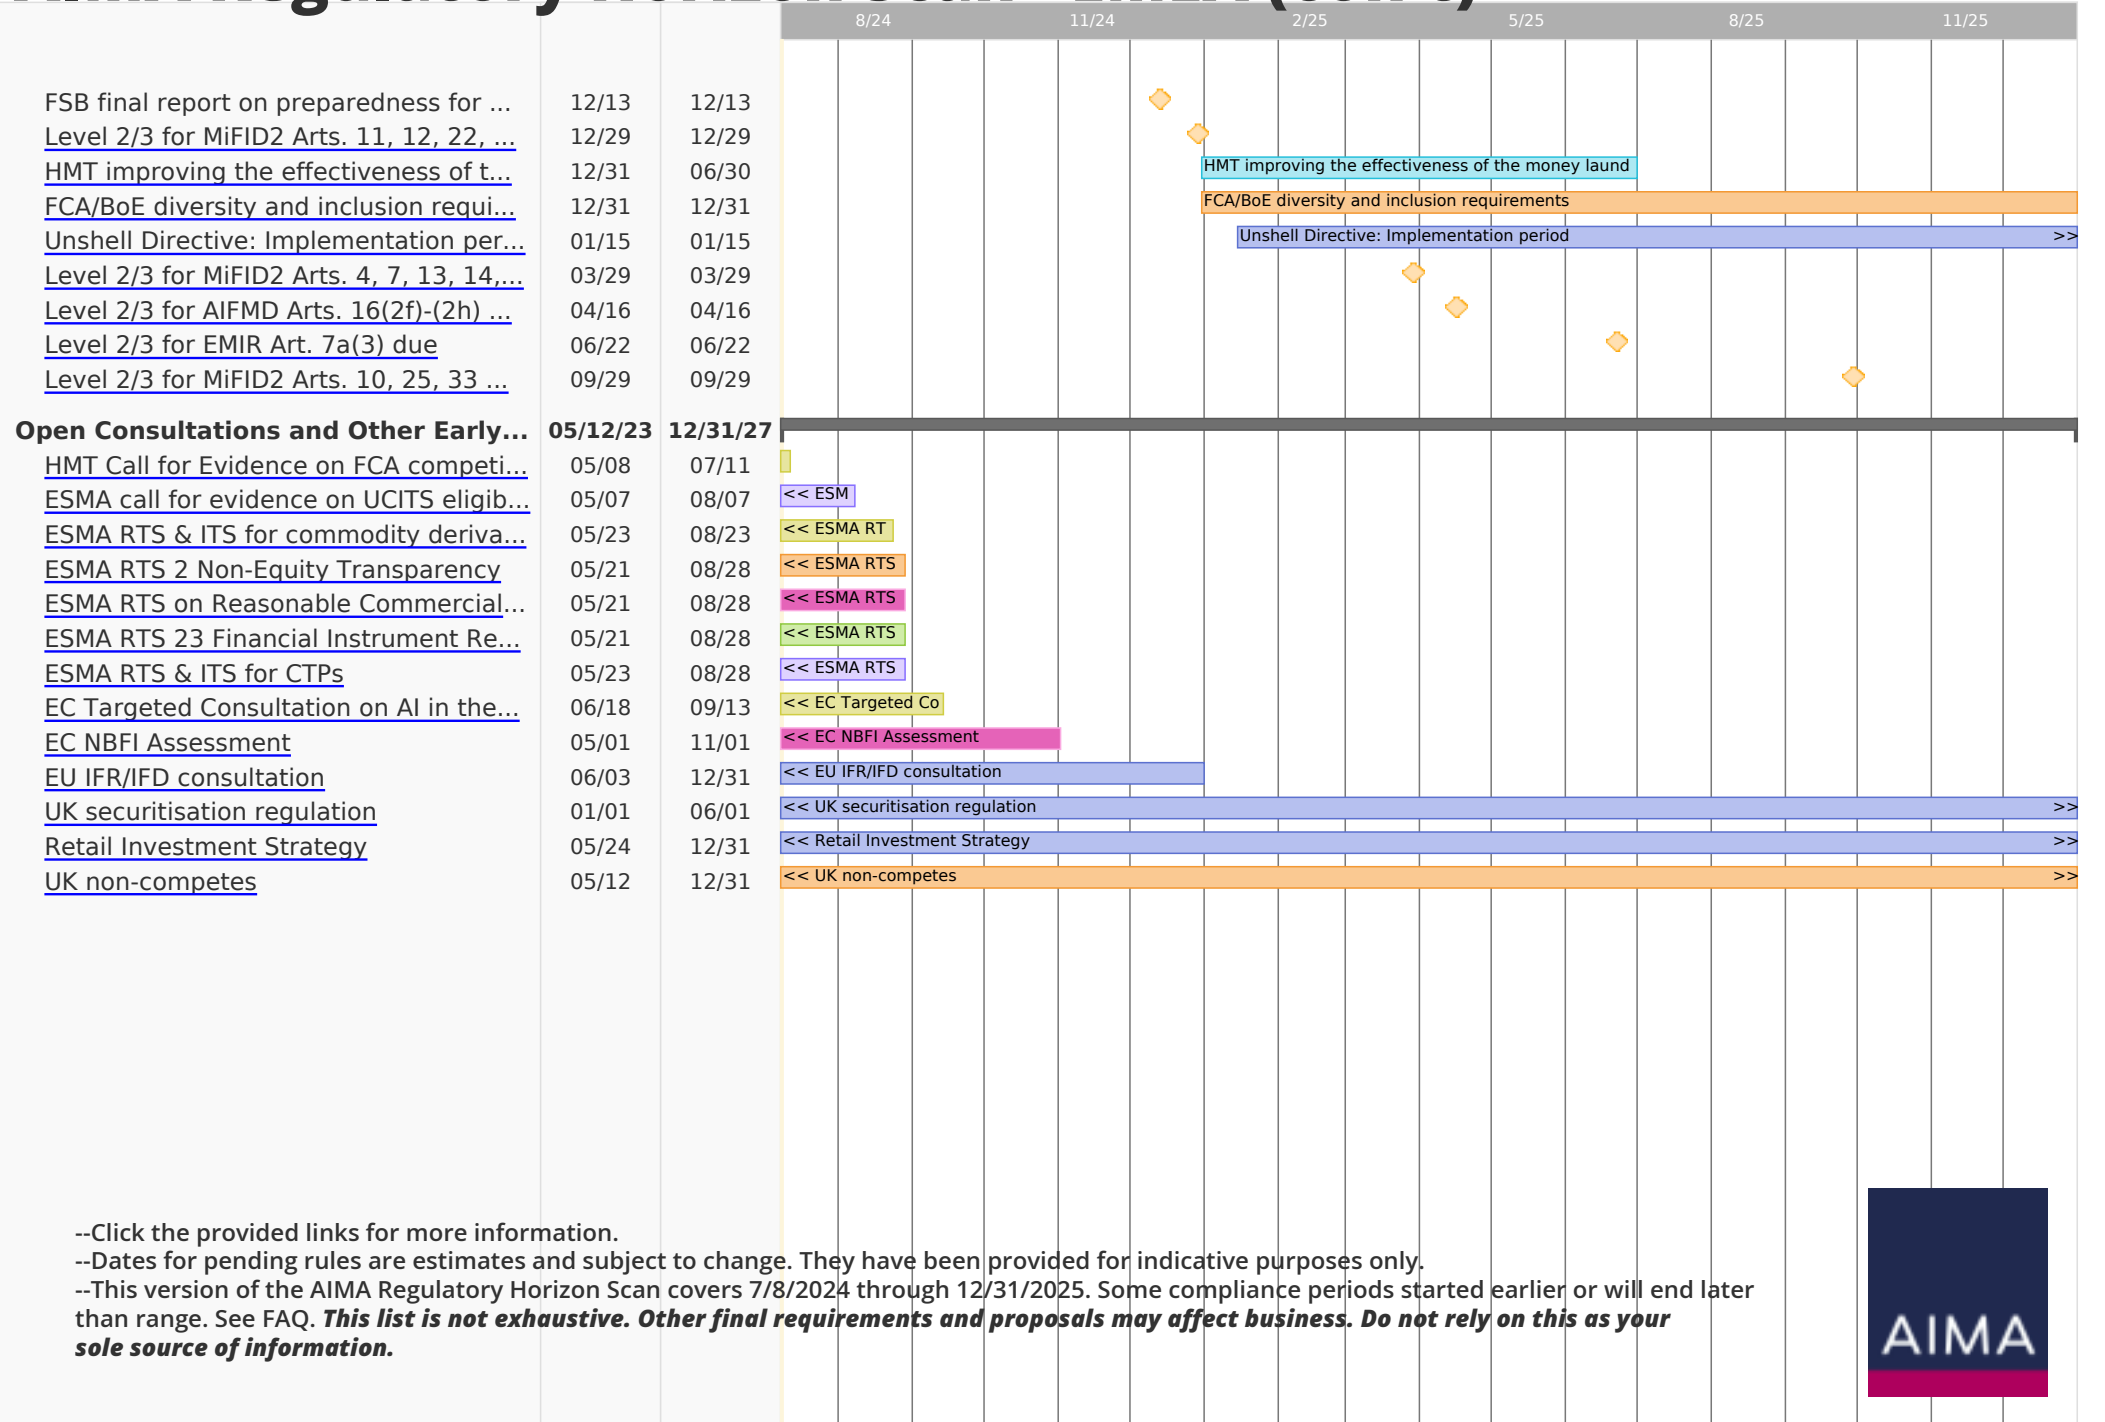 AIMA Regulatory Horizon Scan - EMEA (con't)
8/24 11/24 2/25 5/25 8/25 11/25
FSB final report on preparedness for ... 12/13 12/13
Level 2/3 for MiFID2 Arts. 11, 12, 22, ... 12/29 12/29
HMT improving the effectiveness of t... 12/31 06/30 HMT improving the effectiveness of the money laund
FCA/BoE diversity and inclusion requi... 12/31 12/31 FCA/BoE diversity and inclusion requirements
Unshell Directive: Implementation per... 01/15 01/15 Unshell Directive: Implementation period >>
Level 2/3 for MiFID2 Arts. 4, 7, 13, 14,... 03/29 03/29
Level 2/3 for AIFMD Arts. 16(2f)-(2h) ... 04/16 04/16
Level 2/3 for EMIR Art. 7a(3) due 06/22 06/22
Level 2/3 for MiFID2 Arts. 10, 25, 33 ... 09/29 09/29
Open Consultations and Other Early... 05/12/23 12/31/27
HMT Call for Evidence on FCA competi... 05/08 07/11
ESMA call for evidence on UCITS eligib... 05/07 08/07 << ESM
ESMA RTS & ITS for commodity deriva... 05/23 08/23 << ESMA RT
ESMA RTS 2 Non-Equity Transparency 05/21 08/28 << ESMA RTS
ESMA RTS on Reasonable Commercial... 05/21 08/28 << ESMA RTS
ESMA RTS 23 Financial Instrument Re... 05/21 08/28 << ESMA RTS
ESMA RTS & ITS for CTPs 05/23 08/28 << ESMA RTS
EC Targeted Consultation on AI in the... 06/18 09/13 << EC Targeted Co
EC NBFI Assessment 05/01 11/01 << EC NBFI Assessment
EU IFR/IFD consultation 06/03 12/31 << EU IFR/IFD consultation
UK securitisation regulation 01/01 06/01 << UK securitisation regulation >>
Retail Investment Strategy 05/24 12/31 << Retail Investment Strategy >>
UK non-competes 05/12 12/31 << UK non-competes >>
--Click the provided links for more information.
--Dates for pending rules are estimates and subject to change. They have been provided for indicative purposes only.
--This version of the AIMA Regulatory Horizon Scan covers 7/8/2024 through 12/31/2025. Some compliance periods started earlier or will end later
than range. See FAQ. This list is not exhaustive. Other final requirements and proposals may affect business. Do not rely on this as your
sole source of information.
AIMA